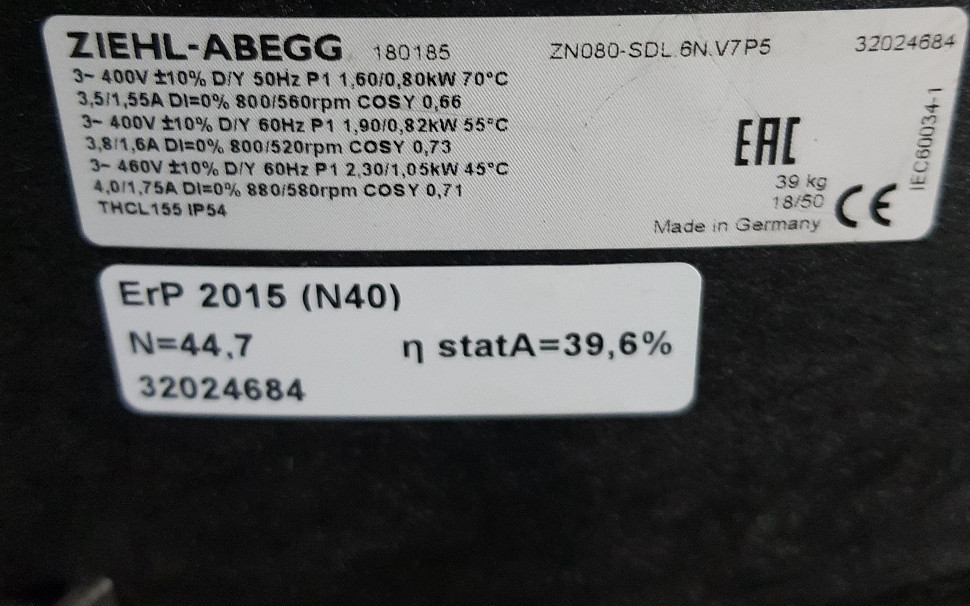 ZIEHL-ABEGG 180185 ZN080-SDL.6N.V7P5 32024684
3~ 400V ±10% D/Y 50Hz P1 1,60/0,80kW 70°C
3,5/1,55A DI=0% 800/560rpm COSY 0,66
3~ 400V ±10% D/Y 60Hz P1 1,90/0,82kW 55°C
3,8/1,6A DI=0% 800/520rpm COSY 0,73
3~ 460V ±10% D/Y 60Hz P1 2,30/1,05kW 45°C
4,0/1,75A DI=0% 880/580rpm COSY 0,71
THCL155 IP54
EAC
39 kg
18/50
Made in Germany
CE
IEC60034-1
ErP 2015 (N40)
N=44,7 η statA=39,6%
32024684